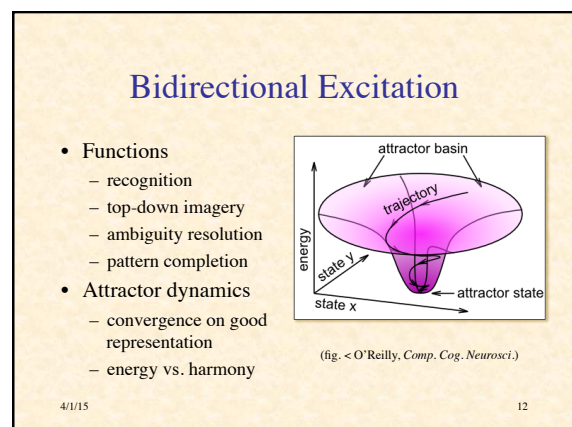 Bidirectional Excitation
• Functions
– recognition
– top-down imagery
– ambiguity resolution
– pattern completion
• Attractor dynamics
– convergence on good
representation
– energy vs. harmony
attractor basin
trajectory
energy
state y
state x
attractor state
(fig. < O'Reilly, Comp. Cog. Neurosci.)
4/1/15
12